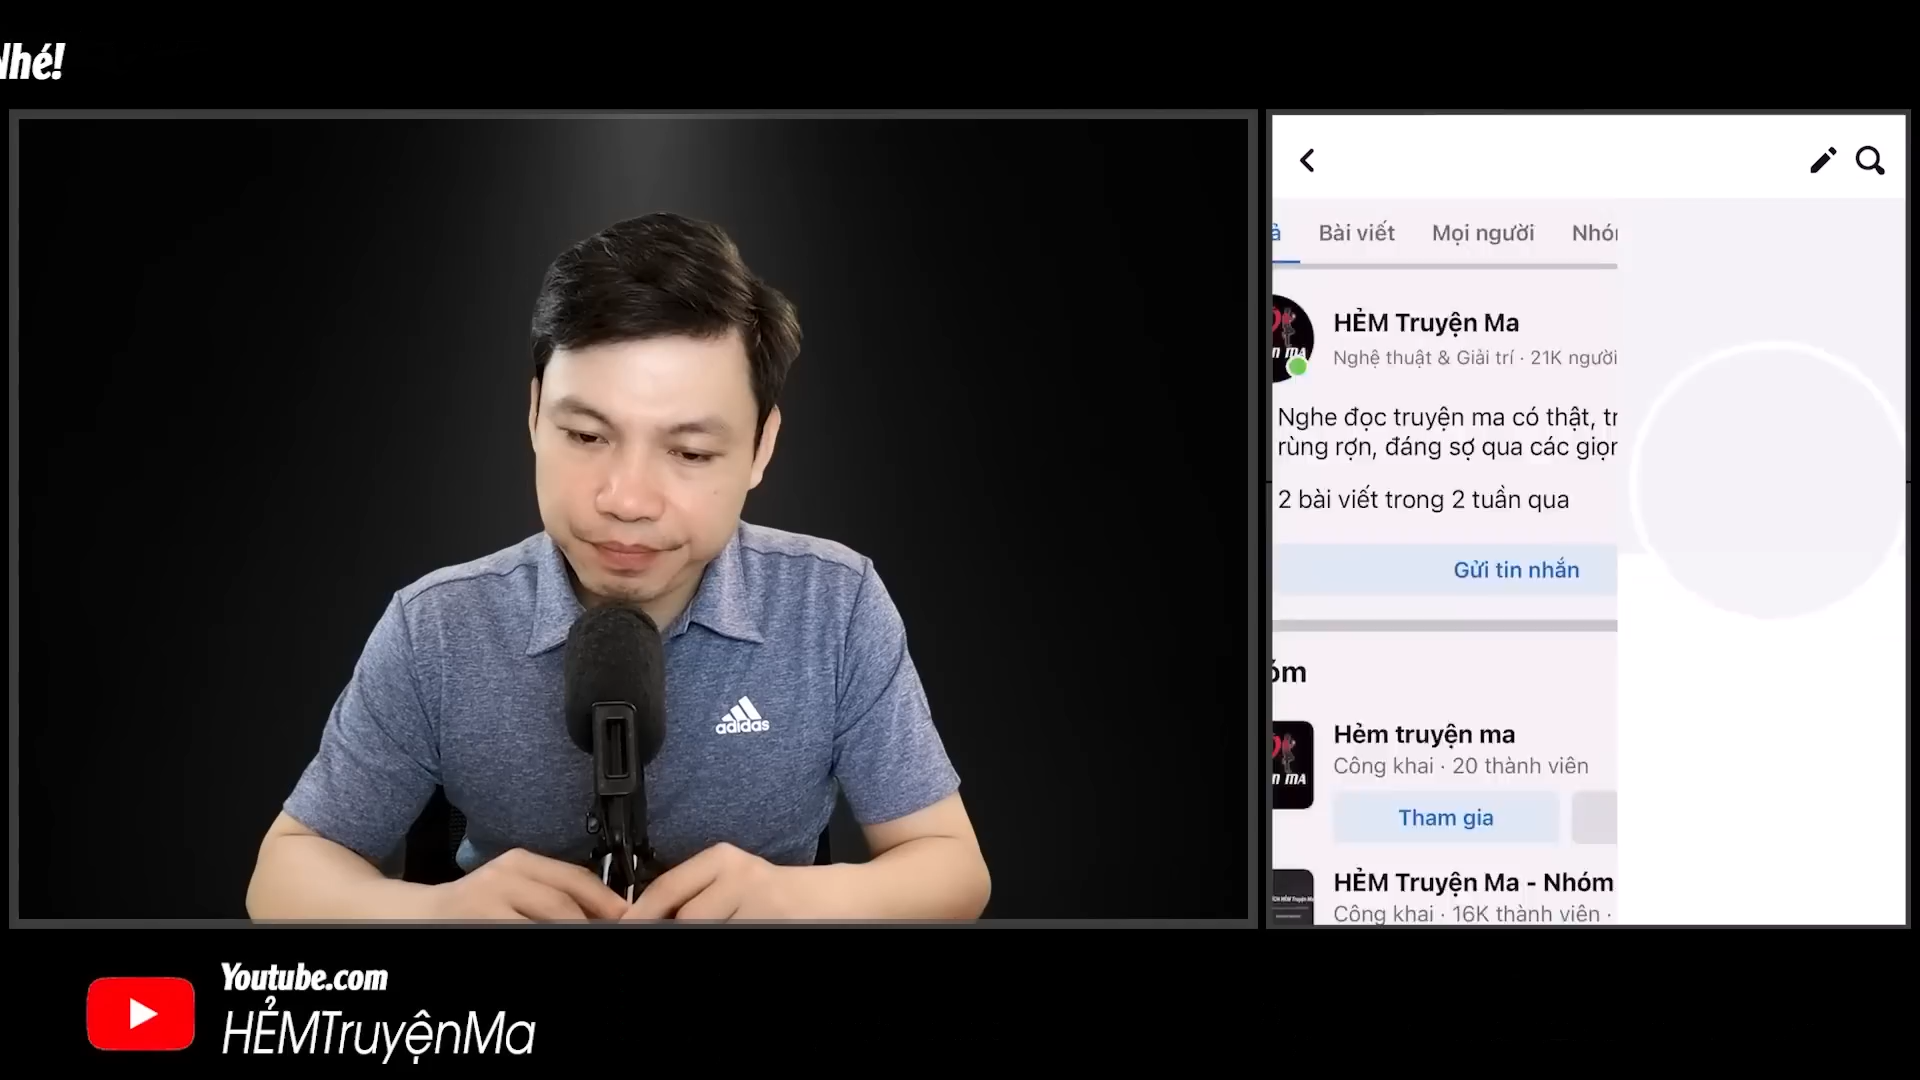 Nhé!
Bài viết Mọi người
HẺM Truyện Ma
Nghệ thuật & Giải trí · 21K người
Nghe đọc truyện ma có thật, tr
rùng rợn, đáng sợ qua các giọn
2 bài viết trong 2 tuần qua
Gửi tin nhắn
óm
Hẻm truyện ma
Công khai · 20 thành viên
Tham gia
HẺM Truyện Ma - Nhóm
Công khai · 16K thành viên ·
adidas
Youtube.com
HẺMTruyệnMa